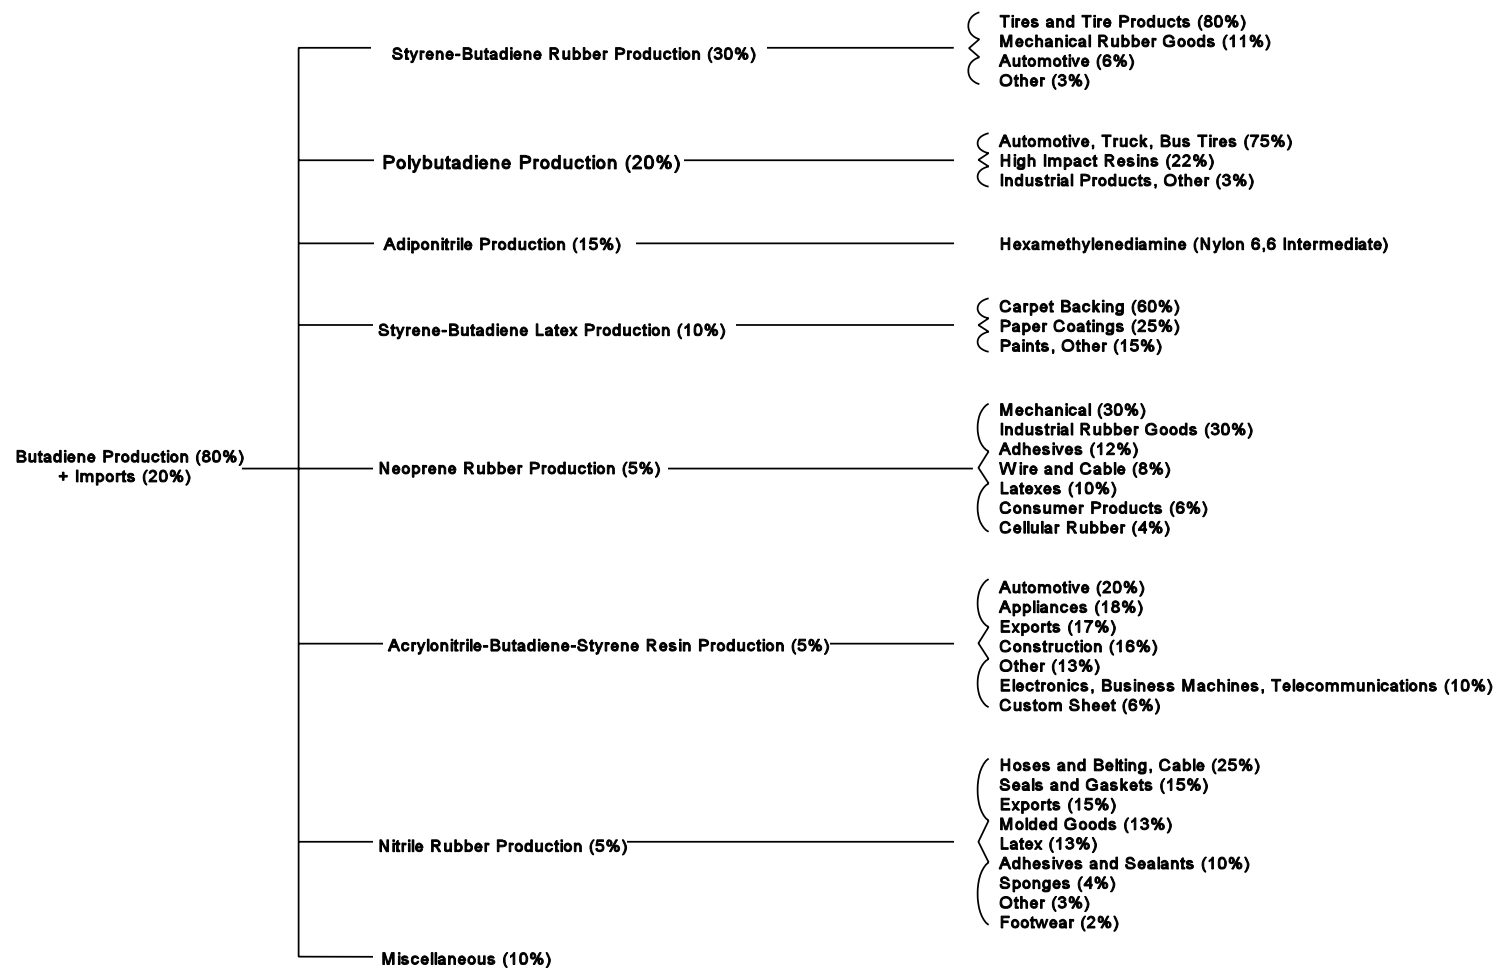 Butadiene Production (80%)
+ Imports (20%)
Styrene-Butadiene Rubber Production (30%)
Tires and Tire Products (80%)
Mechanical Rubber Goods (11%)
Automotive (6%)
Other (3%)
Polybutadiene Production (20%)
Automotive, Truck, Bus Tires (75%)
High Impact Resins (22%)
Industrial Products, Other (3%)
Adiponitrile Production (15%)
Hexamethylenediamine (Nylon 6,6 Intermediate)
Styrene-Butadiene Latex Production (10%)
Carpet Backing (60%)
Paper Coatings (25%)
Paints, Other (15%)
Neoprene Rubber Production (5%)
Mechanical (30%)
Industrial Rubber Goods (30%)
Adhesives (12%)
Wire and Cable (8%)
Latexes (10%)
Consumer Products (6%)
Cellular Rubber (4%)
Acrylonitrile-Butadiene-Styrene Resin Production (5%)
Automotive (20%)
Appliances (18%)
Exports (17%)
Construction (16%)
Other (13%)
Electronics, Business Machines, Telecommunications (10%)
Custom Sheet (6%)
Nitrile Rubber Production (5%)
Hoses and Belting, Cable (25%)
Seals and Gaskets (15%)
Exports (15%)
Molded Goods (13%)
Latex (13%)
Adhesives and Sealants (10%)
Sponges (4%)
Other (3%)
Footwear (2%)
Miscellaneous (10%)